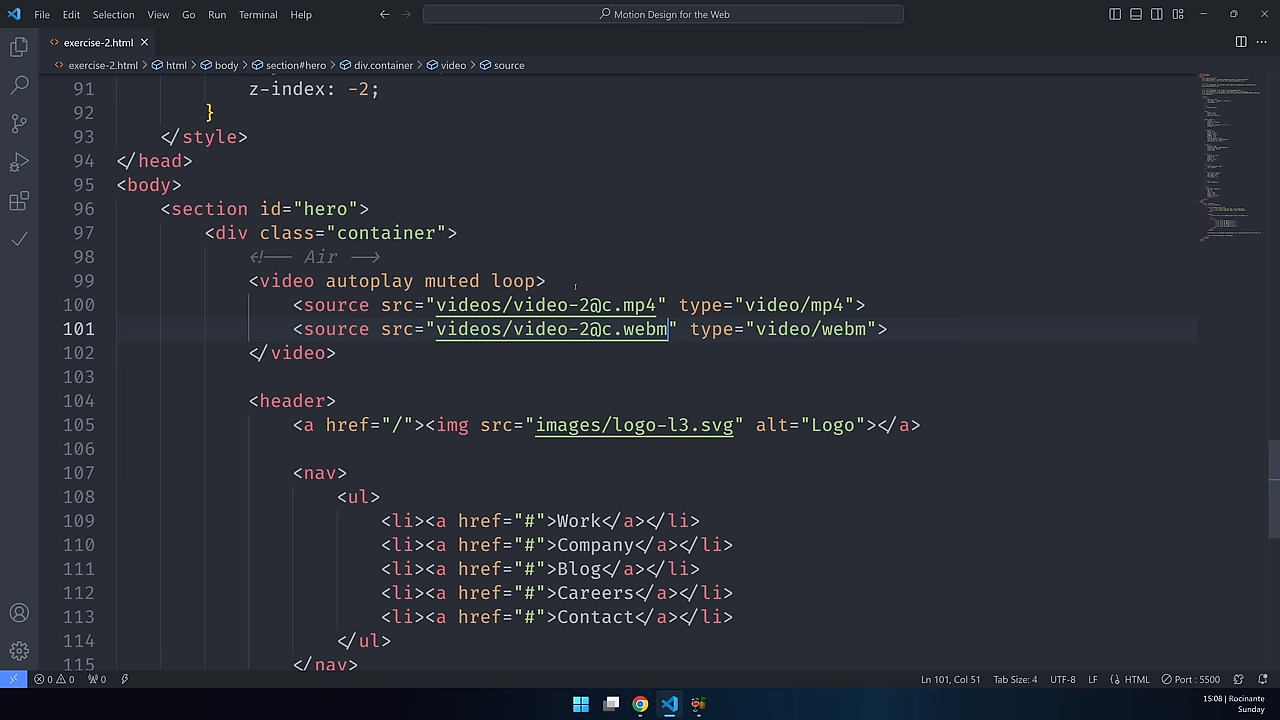 File Edit Selection View Go Run Terminal Help
Motion Design for the Web
exercise-2.html
exercise-2.html > html > body > section#hero > div.container > video > source
91 z-index: -2;
92 }
93 </style>
94 </head>
95 <body>
96 <section id="hero">
97 <div class="container">
98 <!-- Air -->
99 <video autoplay muted loop>
100 <source src="videos/video-2@c.mp4" type="video/mp4">
101 <source src="videos/video-2@c.webm" type="video/webm">
102 </video>
103
104 <header>
105 <a href="/"><img src="images/logo-l3.svg" alt="Logo"></a>
106
107 <nav>
108 <ul>
109 <li><a href="#">Work</a></li>
110 <li><a href="#">Company</a></li>
111 <li><a href="#">Blog</a></li>
112 <li><a href="#">Careers</a></li>
113 <li><a href="#">Contact</a></li>
114 </ul>
115 </nav>
0 0 0 Ln 101, Col 51 Tab Size: 4 UTF-8 LF HTML Port : 5500
15:08 | Rocinante
Sunday